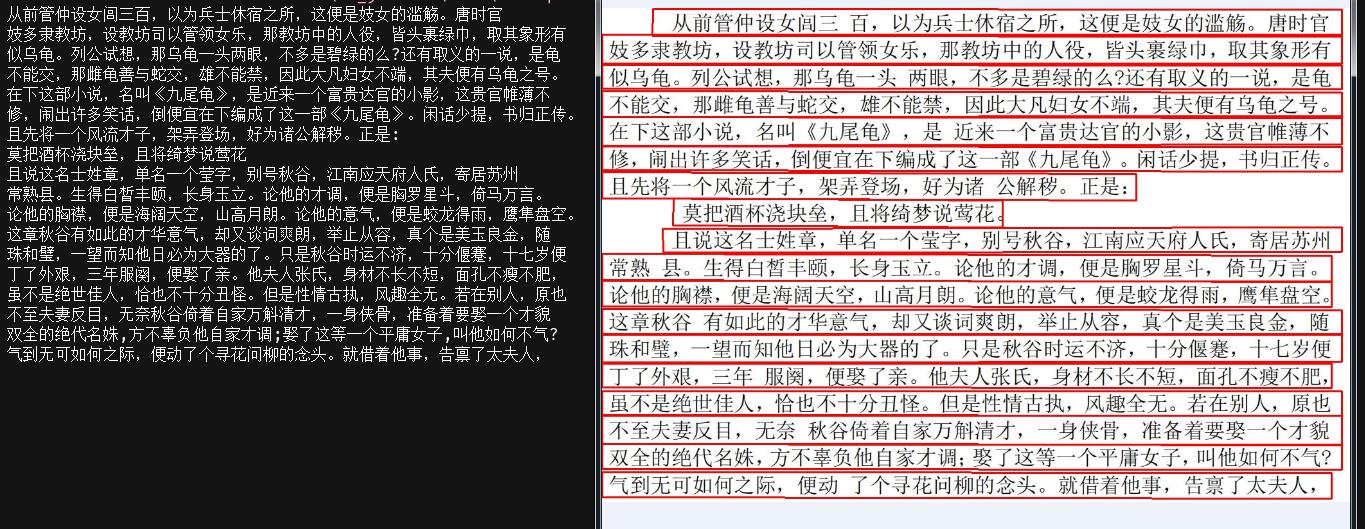 从前管仲设女闾三百，以为兵士休宿之所，这便是妓女的滥觞。唐时官
妓多隶教坊，设教坊司以管领女乐，那教坊中的人役，皆头裹绿巾，取其象形有
似乌龟。列公试想，那乌龟一头两眼，不多是碧绿的么?还有取义的一说，是龟
不能交，那雌龟善与蛇交，雄不能禁，因此大凡妇女不端，其夫便有乌龟之号。
在下这部小说，名叫《九尾龟》，是近来一个富贵达官的小影，这贵官帷薄不
修，闹出许多笑话，倒便宜在下编成了这一部《九尾龟》。闲话少提，书归正传。
且先将一个风流才子，架弄登场，好为诸公解秽。正是:
莫把酒杯浇块垒，且将绮梦说莺花
且说这名士姓章，单名一个莹字，别号秋谷，江南应天府人氏，寄居苏州
常熟县。生得白皙丰颐，长身玉立。论他的才调，便是胸罗星斗，倚马万言。
论他的胸襟，便是海阔天空，山高月朗。论他的意气，便是蛟龙得雨，鹰隼盘空。
这章秋谷有如此的才华意气，却又谈词爽朗，举止从容，真个是美玉良金，随
珠和璧，一望而知他日必为大器的了。只是秋谷时运不济，十分偃蹇，十七岁便
丁了外艰，三年服阕，便娶了亲。他夫人张氏，身材不长不短，面孔不瘦不肥，
虽不是绝世佳人，恰也不十分丑怪。但是性情古执，风趣全无。若在别人，原也
不至夫妻反目，无奈秋谷倚着自家万斛清才，一身侠骨，准备着要娶一个才貌
双全的绝代名姝,方不辜负他自家才调;娶了这等一个平庸女子,叫他如何不气?
气到无可如何之际，便动了个寻花问柳的念头。就借着他事，告禀了太夫人，
从前管仲设女闾三 百，以为兵士休宿之所，这便是妓女的滥觞。唐时官
妓多隶教坊，设教坊司以管领女乐，那教坊中的人役，皆头裹绿巾，取其象形有
似乌龟。列公试想，那乌龟一头 两眼，不多是碧绿的么?还有取义的一说，是龟
不能交，那雌龟善与蛇交，雄不能禁，因此大凡妇女不端，其夫便有乌龟之号。
在下这部小说，名叫《九尾龟》，是 近来一个富贵达官的小影，这贵官帷薄不
修，闹出许多笑话，倒便宜在下编成了这一部《九尾龟》。闲话少提，书归正传。
且先将一个风流才子，架弄登场，好为诸 公解秽。正是:
莫把酒杯浇块垒，且将绮梦说莺花。
且说这名士姓章，单名一个莹字，别号秋谷，江南应天府人氏，寄居苏州
常熟 县。生得白皙丰颐，长身玉立。论他的才调，便是胸罗星斗，倚马万言。
论他的胸襟，便是海阔天空，山高月朗。论他的意气，便是蛟龙得雨，鹰隼盘空。
这章秋谷 有如此的才华意气，却又谈词爽朗，举止从容，真个是美玉良金，随
珠和璧，一望而知他日必为大器的了。只是秋谷时运不济，十分偃蹇，十七岁便
丁了外艰，三年 服阕，便娶了亲。他夫人张氏，身材不长不短，面孔不瘦不肥，
虽不是绝世佳人，恰也不十分丑怪。但是性情古执，风趣全无。若在别人，原也
不至夫妻反目，无奈 秋谷倚着自家万斛清才，一身侠骨，准备着要娶一个才貌
双全的绝代名姝,方不辜负他自家才调;娶了这等一个平庸女子,叫他如何不气?
气到无可如何之际，便动 了个寻花问柳的念头。就借着他事，告禀了太夫人，